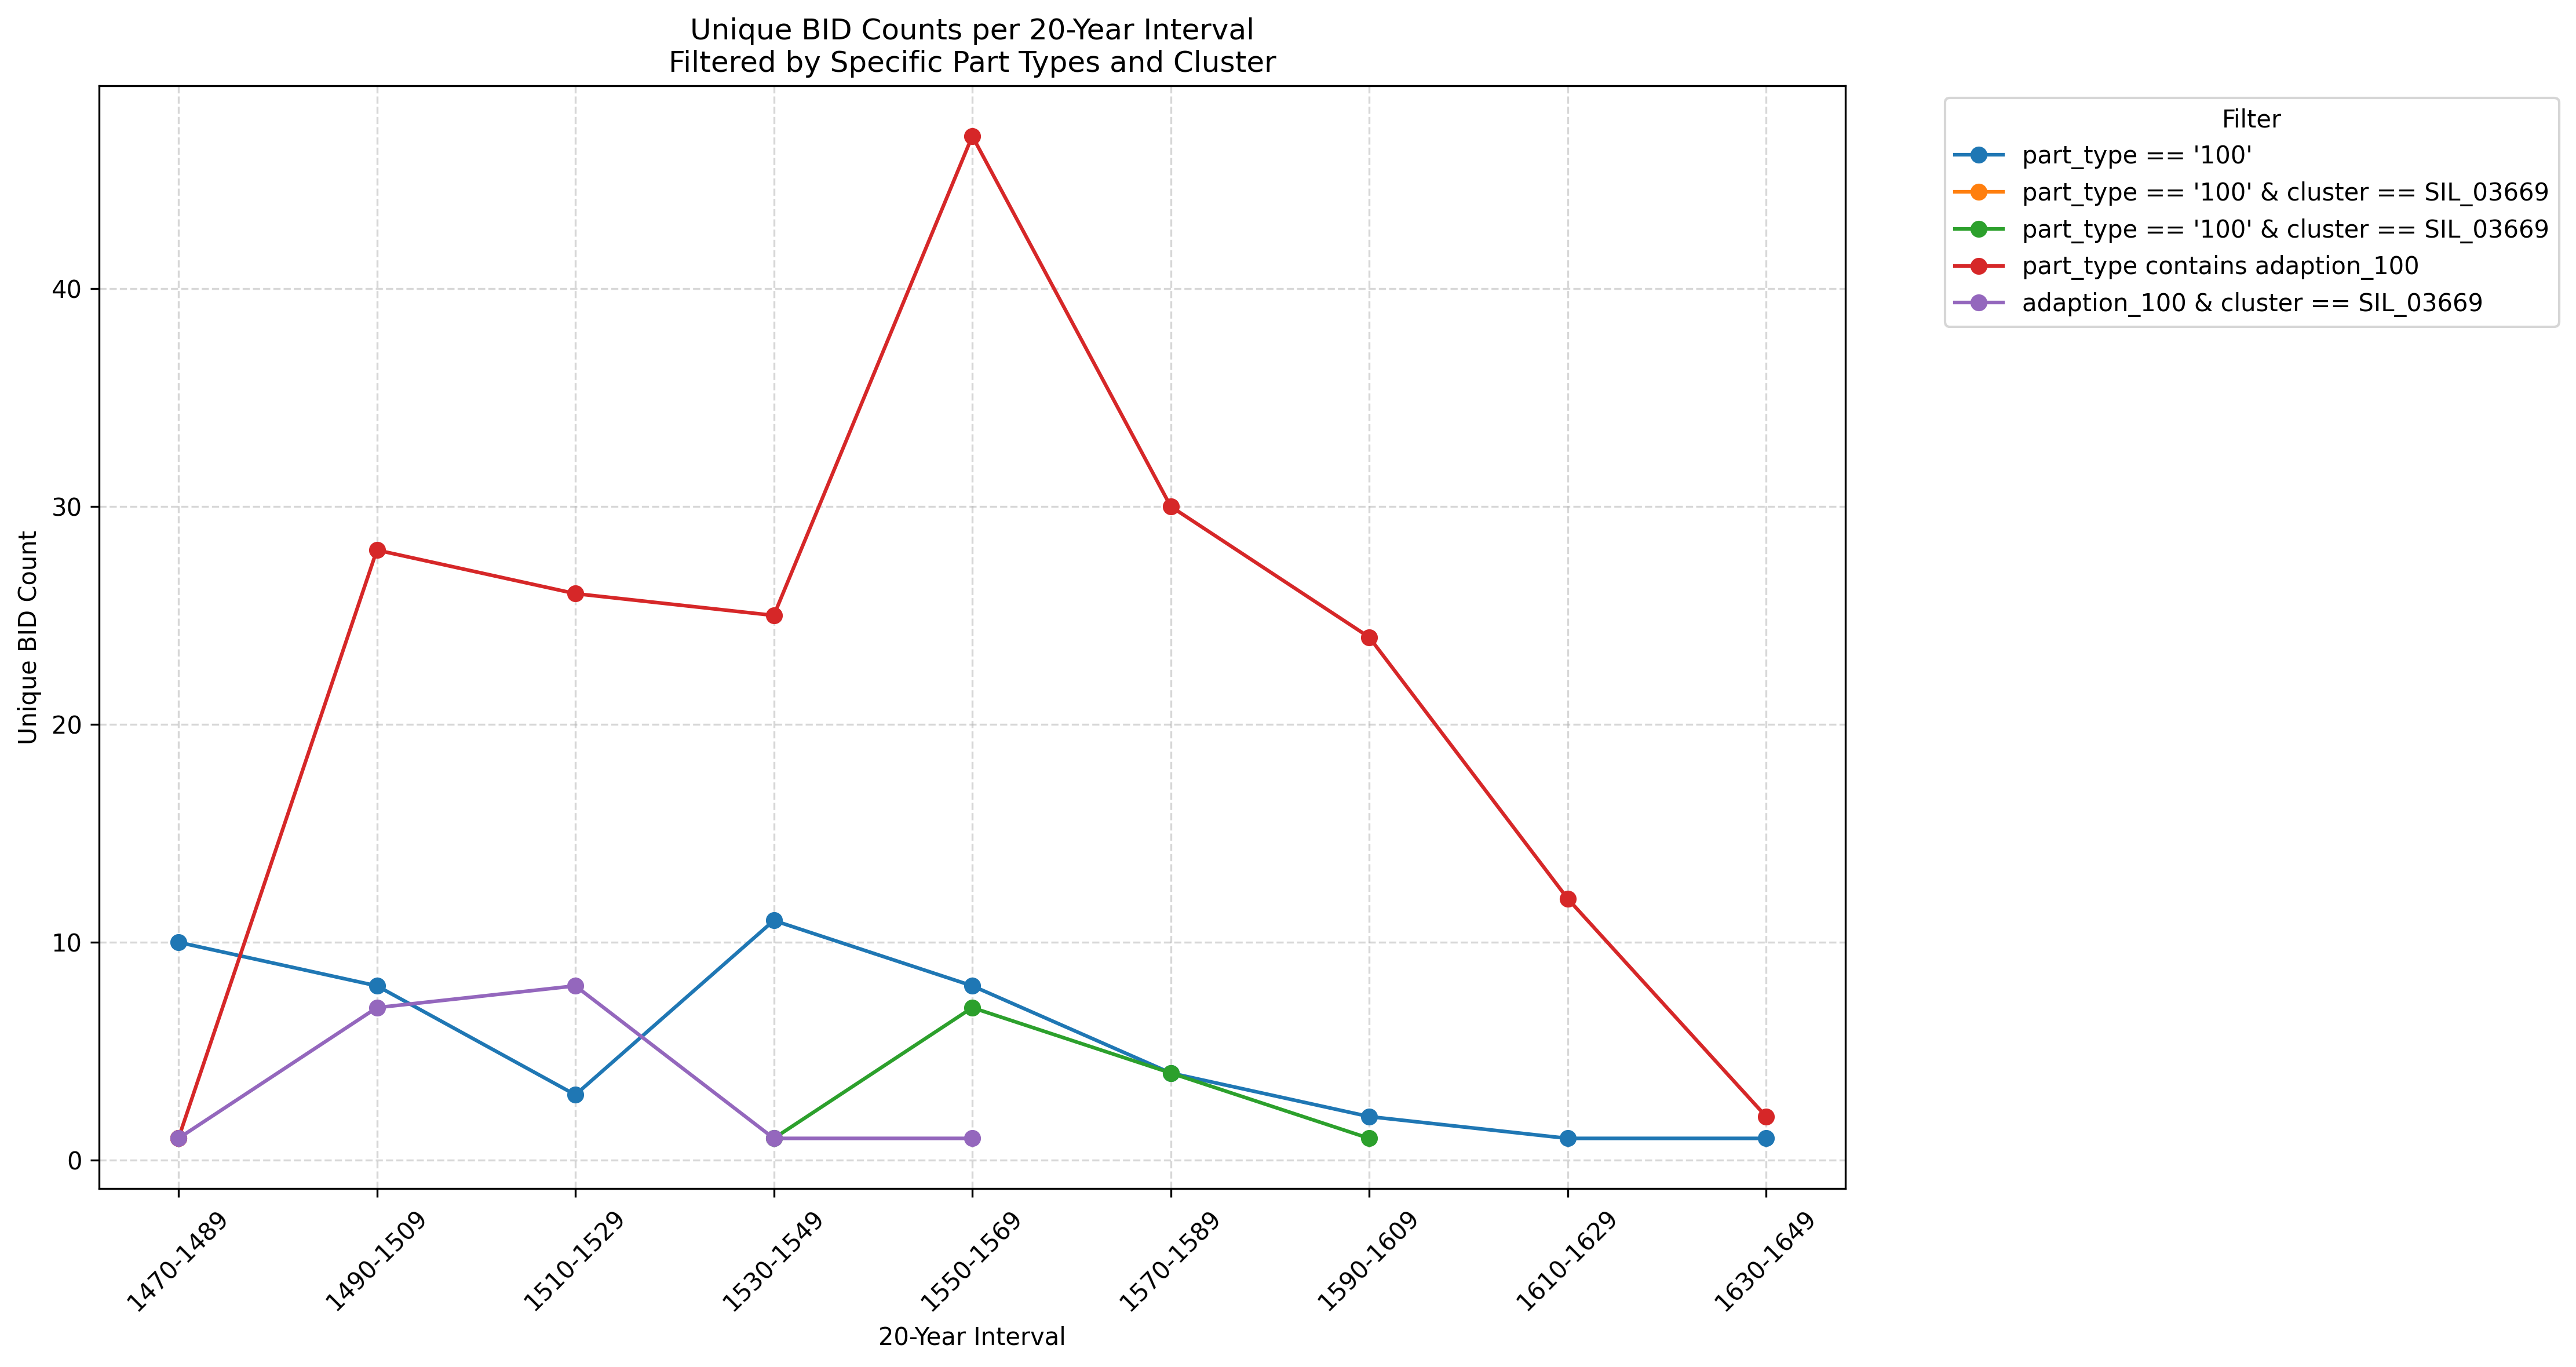 Unique BID Counts per 20-Year Interval
Filtered by Specific Part Types and Cluster
Filter
part_type == '100'
part_type == '100' & cluster == SIL_03669
part_type == '100' & cluster == SIL_03669
part_type contains adaption_100
adaption_100 & cluster == SIL_03669
Unique BID Count
40
30
20
10
0
1470-1489
1490-1509
1510-1529
1530-1549
1550-1569
1570-1589
1590-1609
1610-1629
1630-1649
20-Year Interval